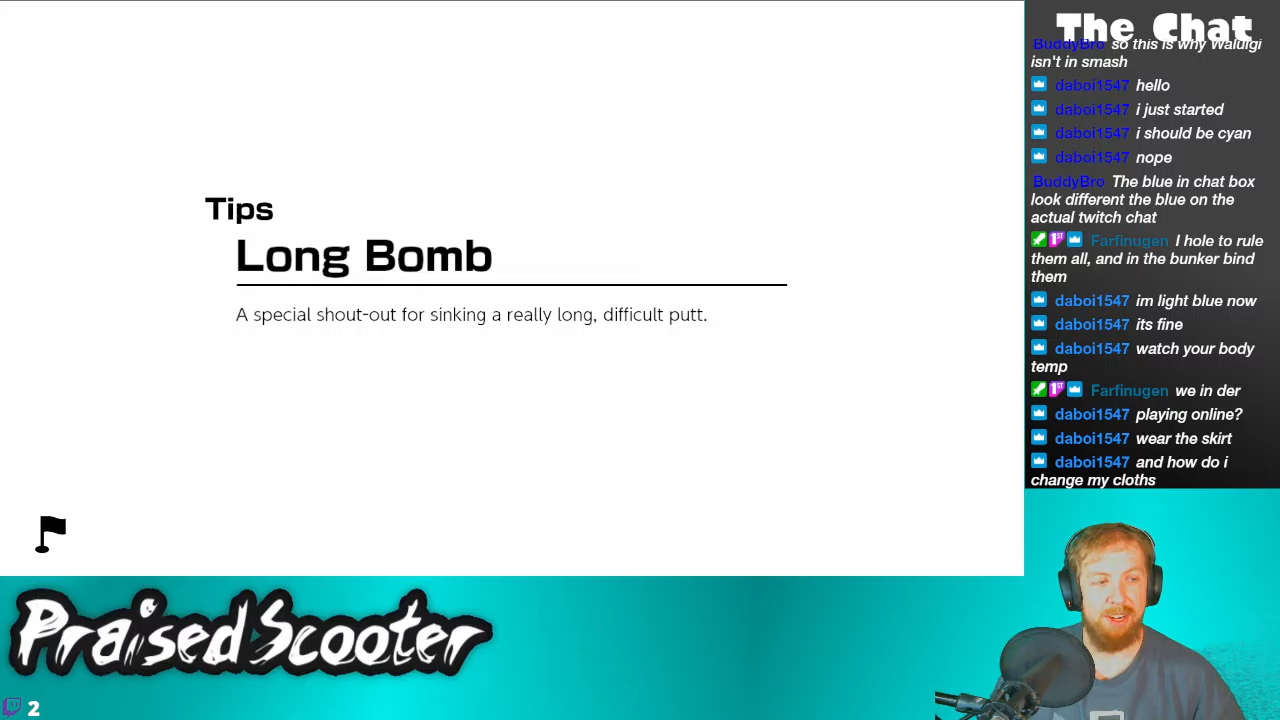 Tips
Long Bomb
A special shout-out for sinking a really long, difficult putt.
The Chat
BuddyBro so this is why Waluigi
isn't in smash
daboi1547 hello
daboi1547 i just started
daboi1547 i should be cyan
daboi1547 nope
BuddyBro The blue in chat box
look different the blue on the
actual twitch chat
1ST Farfinugen I hole to rule
them all, and in the bunker bind
them
daboi1547 im light blue now
daboi1547 its fine
daboi1547 watch your body
temp
1ST Farfinugen we in der
daboi1547 playing online?
daboi1547 wear the skirt
daboi1547 and how do i
change my cloths
PraisedScooter
2